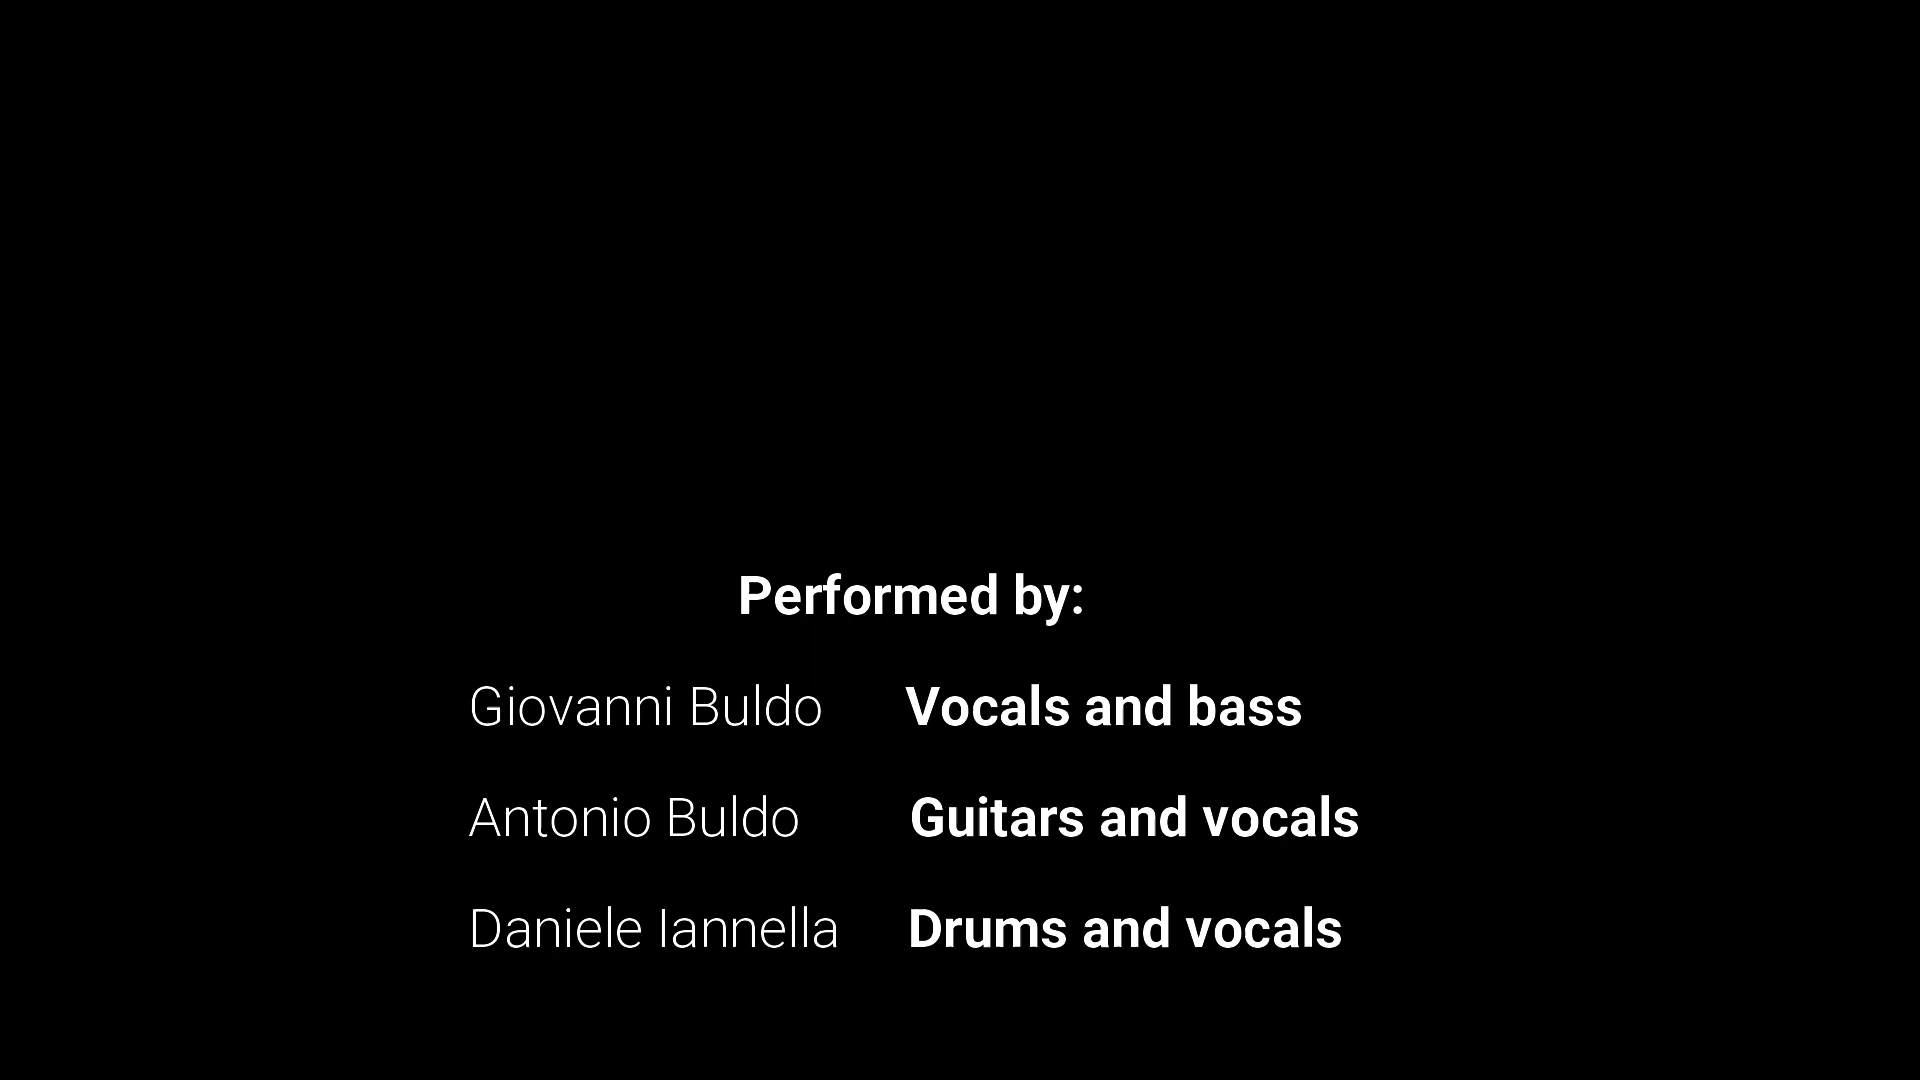 Performed by:
Giovanni Buldo Vocals and bass
Antonio Buldo Guitars and vocals
Daniele Iannella Drums and vocals